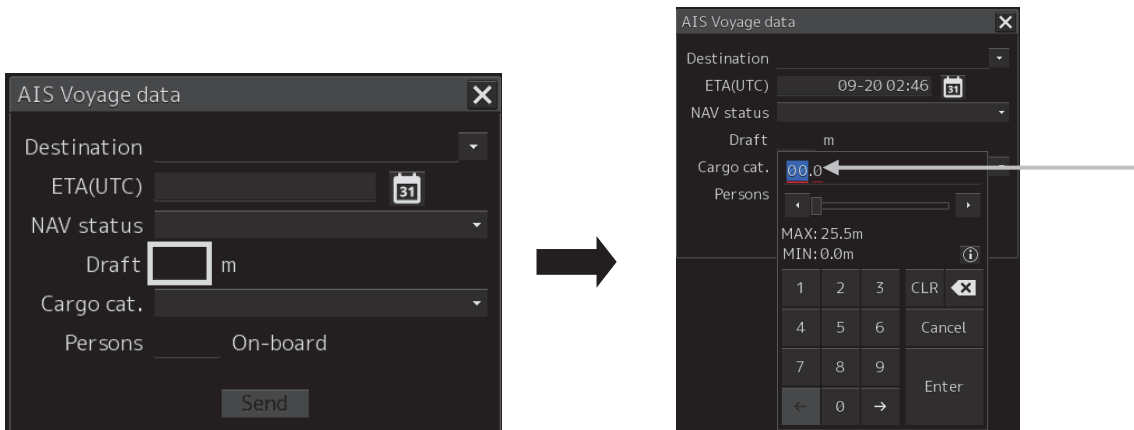 AIS Voyage data
Destination
ETA(UTC) 31
NAV status
Draft m
Cargo cat.
Persons On-board
Send
AIS Voyage data
Destination
ETA(UTC) 09-20 02:46 31
NAV status
Draft m
Cargo cat. 00.0
Persons
MAX: 25.5m
MIN: 0.0m
1 2 3 CLR
4 5 6 Cancel
7 8 9 Enter
← 0 →